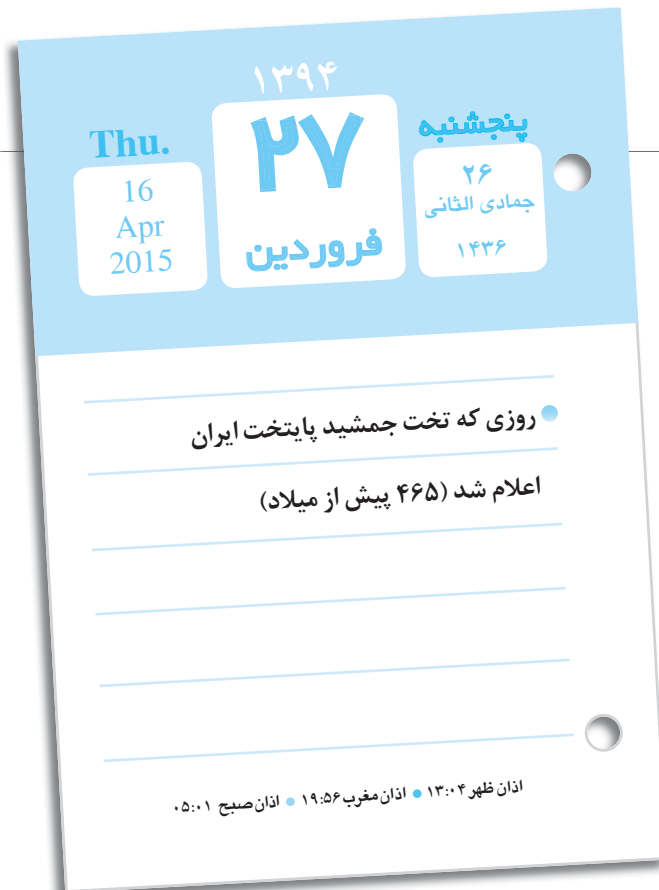 ۱۳۹۴
پنجشنبه
۲۷
Thu.
۲۶
جمادی الثانی
۱۴۳۶
فروردین
16
Apr
2015
روزی که تخت جمشید پایتخت ایران
اعلام شد (۴۶۵ پیش از میلاد)
اذان ظهر ۱۳:۰۴ ● اذان مغرب ۱۹:۵۶ ● اذان صبح ۰۵:۰۱